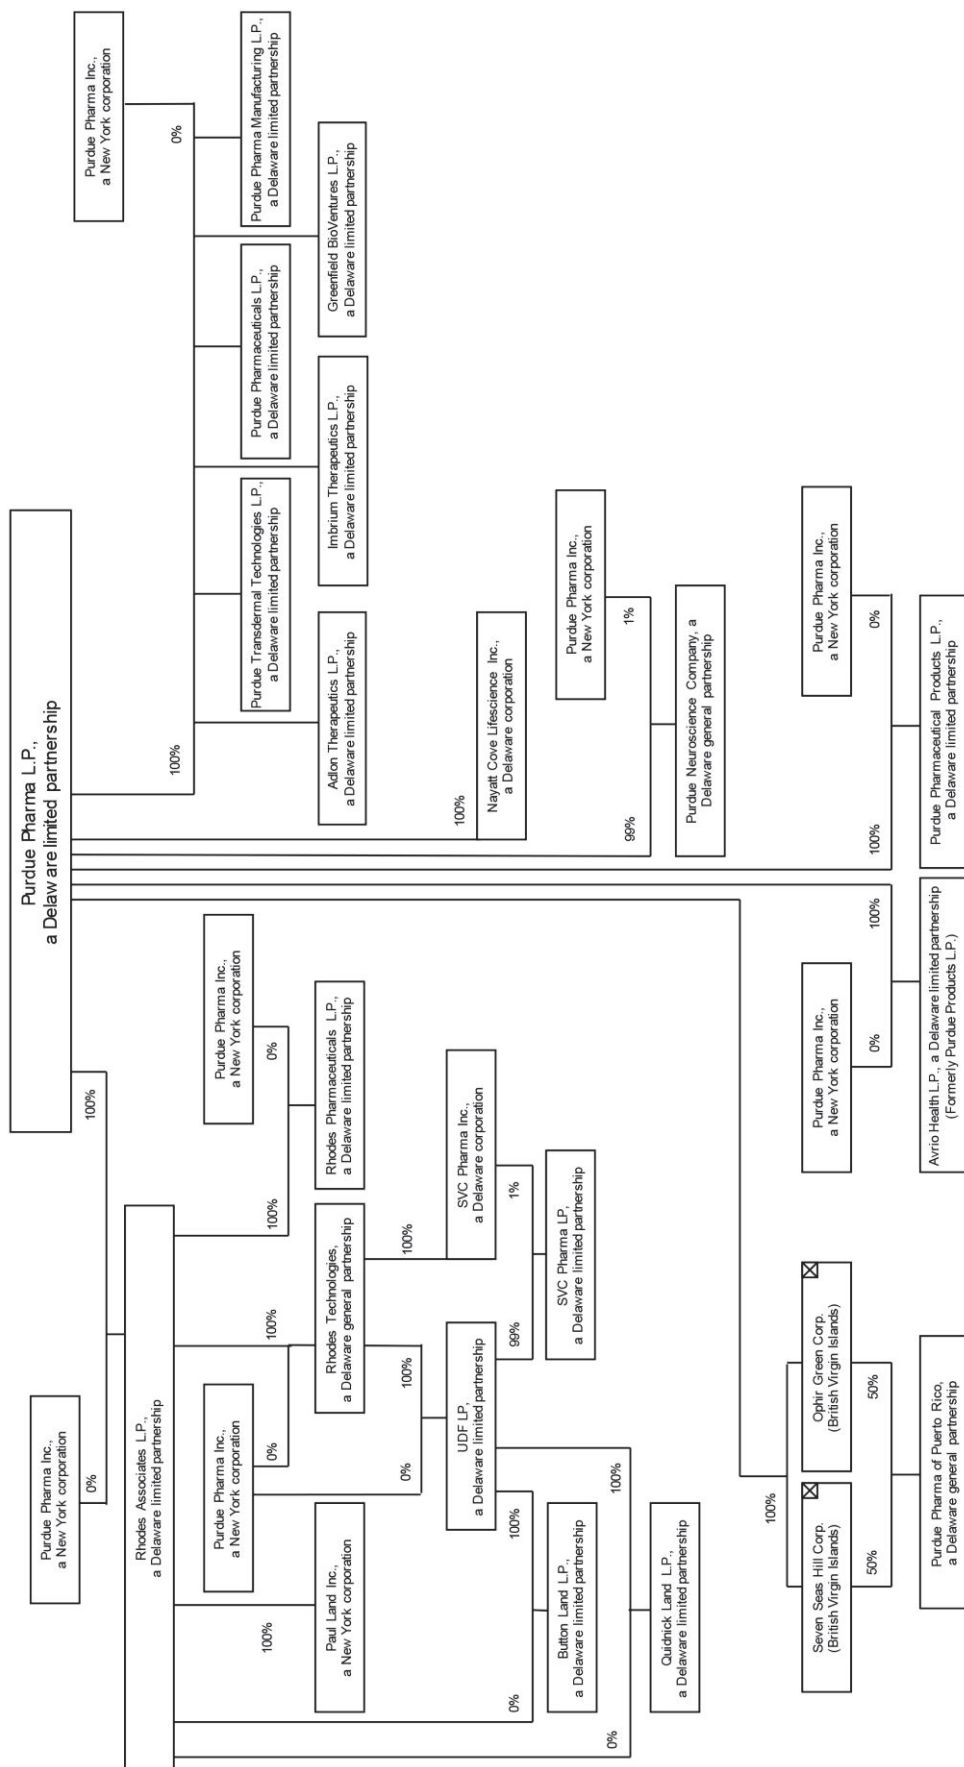 Purdue Pharma L.P.,
a Delaware limited partnership
Purdue Pharma Inc.,
a New York corporation
0%
100%
Rhodes Associates L.P.,
a Delaware limited partnership
Purdue Pharma Inc.,
a New York corporation
0%
100%
Purdue Transdermal Technologies L.P.,
a Delaware limited partnership
Purdue Pharmaceuticals L.P.,
a Delaware limited partnership
Purdue Pharma Manufacturing L.P.,
a Delaware limited partnership
Adlon Therapeutics L.P.,
a Delaware limited partnership
Imbrium Therapeutics L.P.,
a Delaware limited partnership
Greenfield BioVentures L.P.,
a Delaware limited partnership
Purdue Pharma Inc.,
a New York corporation
Purdue Pharma Inc.,
a New York corporation
100%
0%
0%
100%
100%
0%
Paul Land Inc.,
a New York corporation
Rhodes Technologies,
a Delaware general partnership
Rhodes Pharmaceuticals L.P.,
a Delaware limited partnership
0%
100%
100%
100%
UDF LP,
a Delaware limited partnership
SVC Pharma Inc.,
a Delaware corporation
Nayatt Cove Lifescience Inc.,
a Delaware corporation
0%
100%
99%
1%
Button Land L.P.,
a Delaware limited partnership
SVC Pharma LP,
a Delaware limited partnership
Purdue Pharma Inc.,
a New York corporation
0%
100%
99%
1%
Quidnick Land L.P.,
a Delaware limited partnership
Purdue Neuroscience Company, a
Delaware general partnership
100%
Seven Seas Hill Corp.
(British Virgin Islands)
Ophir Green Corp.
(British Virgin Islands)
Purdue Pharma Inc.,
a New York corporation
Purdue Pharma Inc.,
a New York corporation
50%
50%
0%
100%
100%
0%
Purdue Pharma of Puerto Rico,
a Delaware general partnership
Avrio Health L.P., a Delaware limited partnership
(Formerly Purdue Products L.P.)
Purdue Pharmaceutical Products L.P.,
a Delaware limited partnership